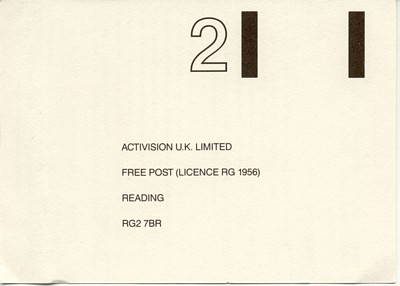 2
ACTIVISION U.K. LIMITED
FREE POST (LICENCE RG 1956)
READING
RG2 7BR